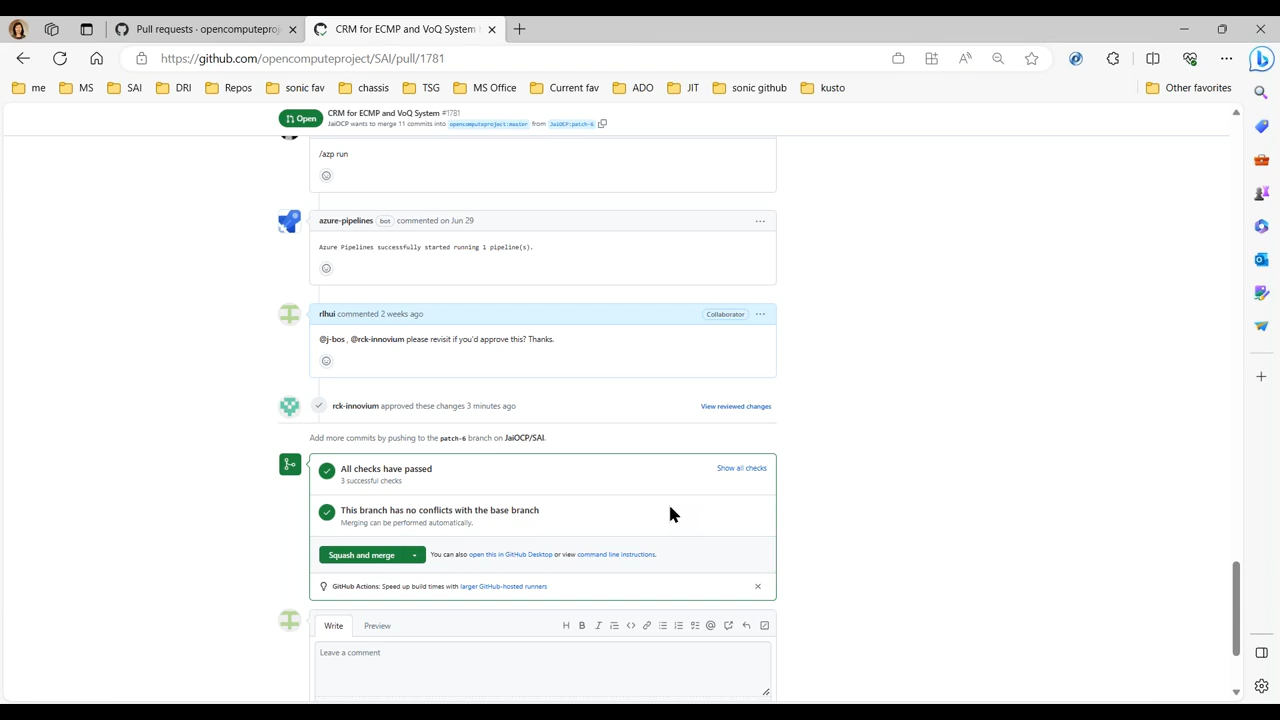 Pull requests · opencomputeproj
CRM for ECMP and VoQ System
https://github.com/opencomputeproject/SAI/pull/1781
me
MS
SAI
DRI
Repos
sonic fav
chassis
TSG
MS Office
Current fav
ADO
JIT
sonic github
kusto
Other favorites
Open
CRM for ECMP and VoQ System #1781
JaiOCP wants to merge 11 commits into opencomputeproject:master from JaiOCP:patch-6
/azp run
azure-pipelines bot commented on Jun 29
Azure Pipelines successfully started running 1 pipeline(s).
rlhui commented 2 weeks ago
Collaborator
@j-bos , @rck-innovium please revisit if you'd approve this? Thanks.
rck-innovium approved these changes 3 minutes ago
View reviewed changes
Add more commits by pushing to the patch-6 branch on JaiOCP/SAI.
All checks have passed
Show all checks
3 successful checks
This branch has no conflicts with the base branch
Merging can be performed automatically.
Squash and merge
You can also open this in GitHub Desktop or view command line instructions.
GitHub Actions: Speed up build times with larger GitHub-hosted runners
Write
Preview
Leave a comment